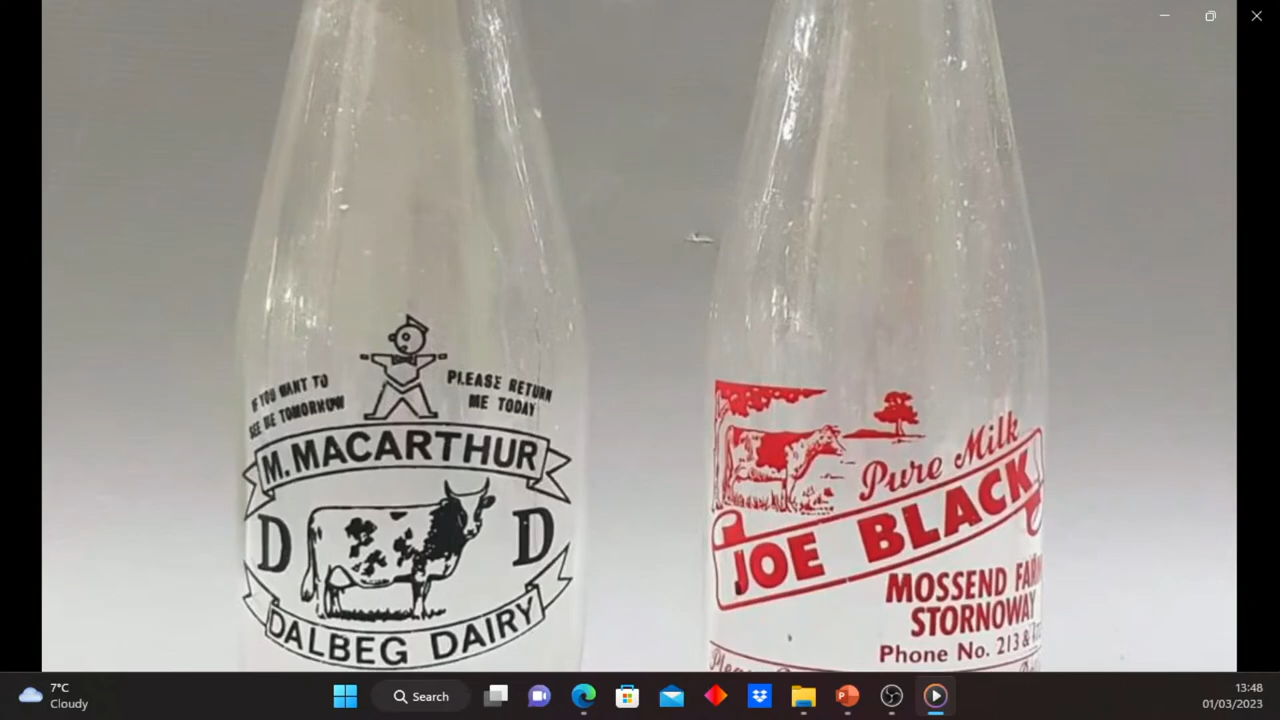 IF YOU WANT TO
SEE ME TOMORROW
PLEASE RETURN
ME TODAY
M. MACARTHUR
D D
DALBEG DAIRY
Pure Milk
JOE BLACK
MOSSEND FARM
STORNOWAY
Phone No. 213 &
7°C
Cloudy
Search
13:48
01/03/2023